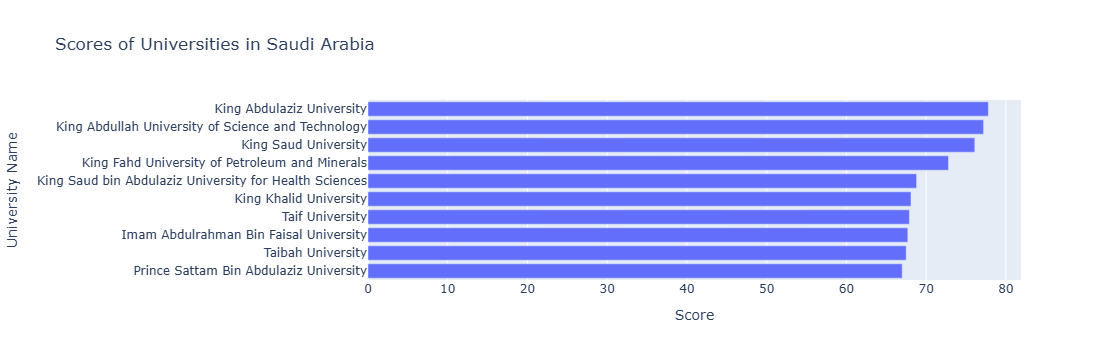 Scores of Universities in Saudi Arabia
University Name
King Abdulaziz University
King Abdullah University of Science and Technology
King Saud University
King Fahd University of Petroleum and Minerals
King Saud bin Abdulaziz University for Health Sciences
King Khalid University
Taif University
Imam Abdulrahman Bin Faisal University
Taibah University
Prince Sattam Bin Abdulaziz University
0 10 20 30 40 50 60 70 80
Score